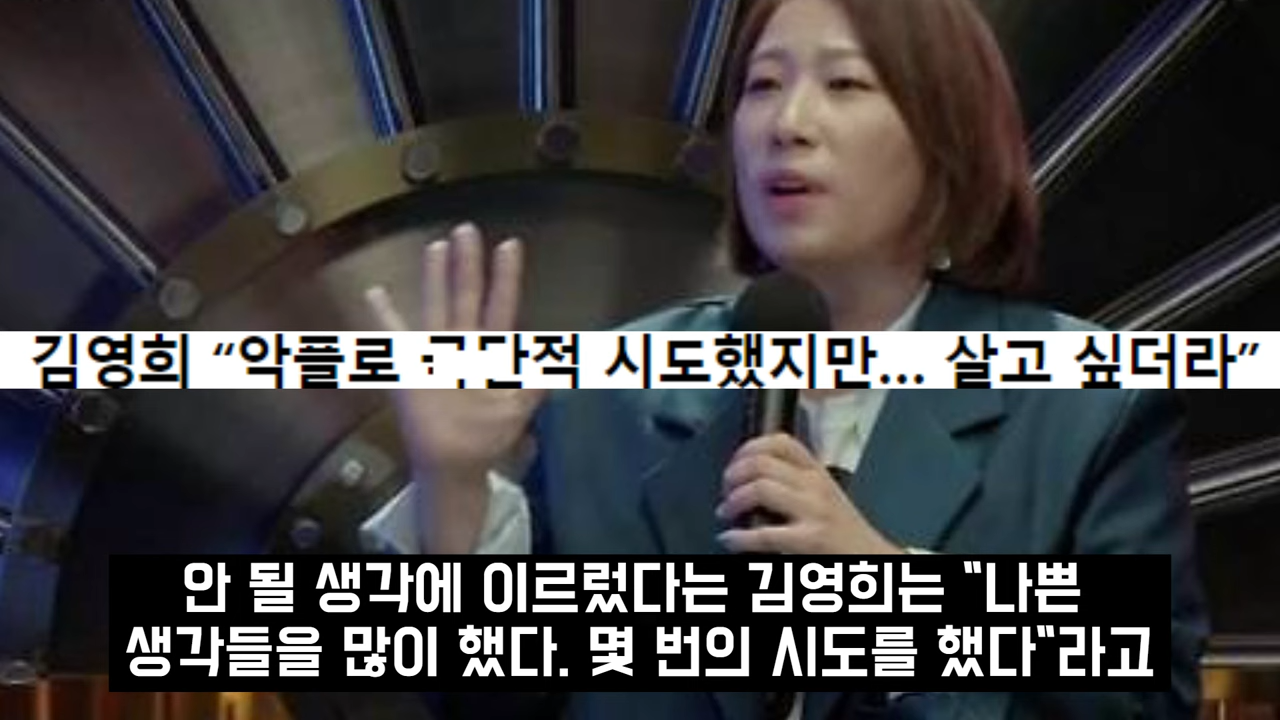 김영희 “악플로 시도했지만... 살고 싶더라”
안 될 생각에 이르렀다는 김영희는 "나쁜
생각들을 많이 했다. 몇 번의 시도를 했다"라고